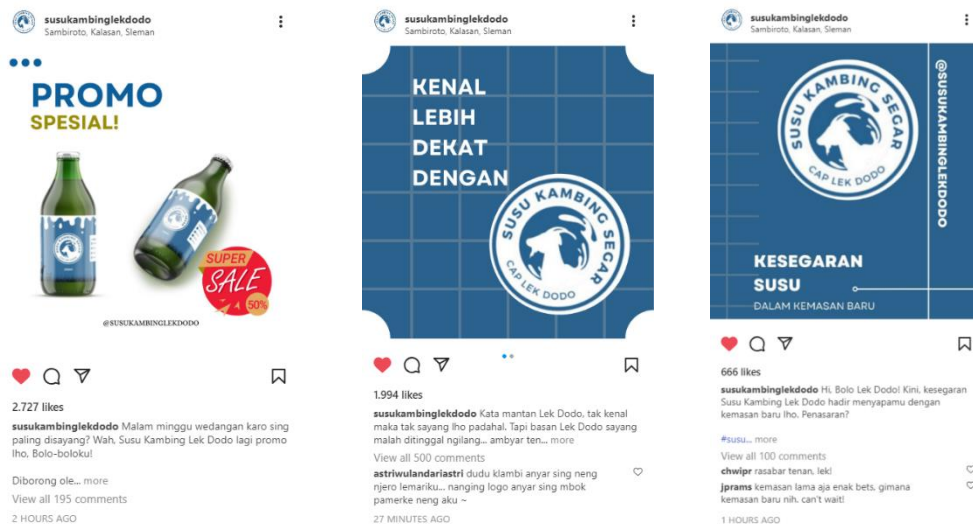 susukambinglekdodo
Sambiroto, Kalasan, Sleman
PROMO
SPESIAL!
SUPER
SALE
50%
@SUSUKAMBINGLEKDODO
2.727 likes
susukambinglekdodo Malam minggu wedangan karo sing
paling disayang? Wah, Susu Kambing Lek Dodo lagi promo
lho, Bolo-boloku!
Diborong ole... more
View all 195 comments
2 HOURS AGO
susukambinglekdodo
Sambiroto, Kalasan, Sleman
KENAL
LEBIH
DEKAT
DENGAN
SUSU KAMBING SEGAR
CAP LEK DODO
1.994 likes
susukambinglekdodo Kata mantan Lek Dodo, tak kenal
maka tak sayang lho padahal. Tapi basan Lek Dodo sayang
malah ditinggal ngilang... ambyar ten... more
View all 500 comments
astriwulandariastri dudu klambi anyar sing neng
njero lemariku... nanging logo anyar sing mbok
pamerke neng aku ~
27 MINUTES AGO
susukambinglekdodo
Sambiroto, Kalasan, Sleman
SUSU KAMBING SEGAR
CAP LEK DODO
@SUSUKAMBINGLEKDODO
KESEGARAN
SUSU
DALAM KEMASAN BARU
666 likes
susukambinglekdodo Hi, Bolo Lek Dodo! Kini, kesegaran
Susu Kambing Lek Dodo hadir menyapamu dengan
kemasan baru lho. Penasaran?
#susu... more
View all 100 comments
chwipr rasabar tenan, lek!
jprams kemasan lama aja enak bets, gimana
kemasan baru nih. can't wait!
1 HOURS AGO